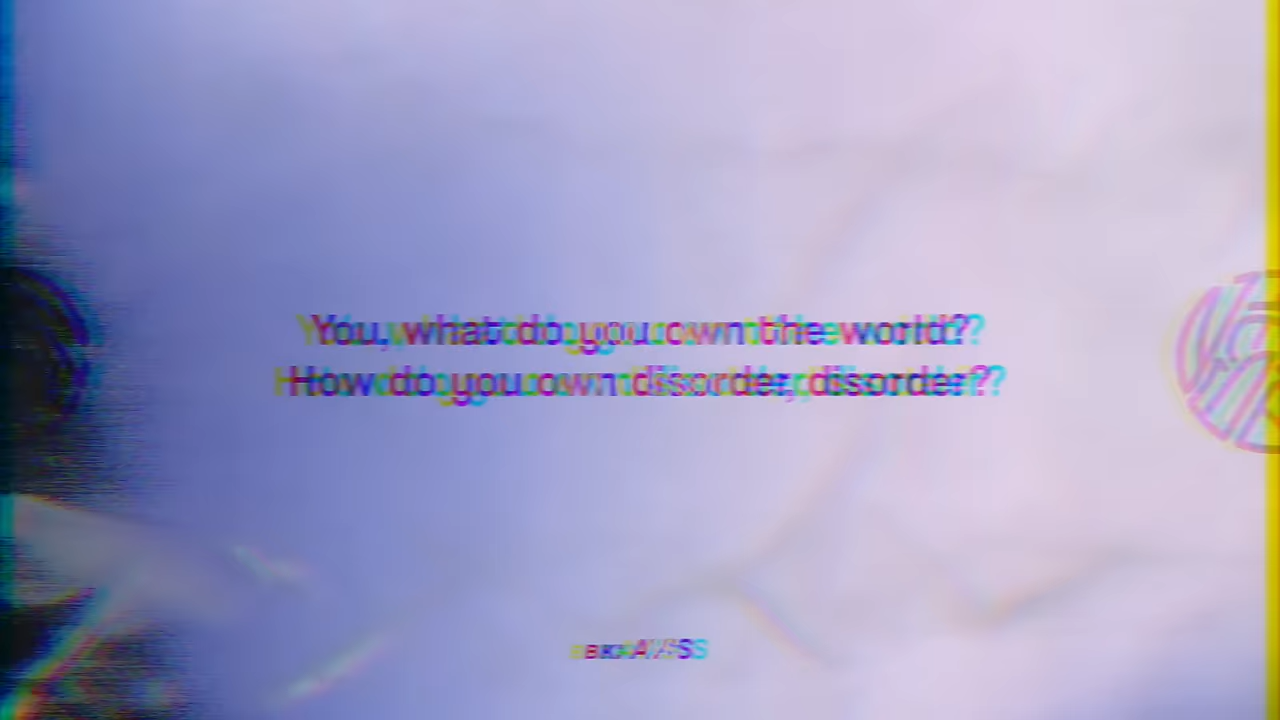 You, what do you own the world?
How do you own disorder, disorder?